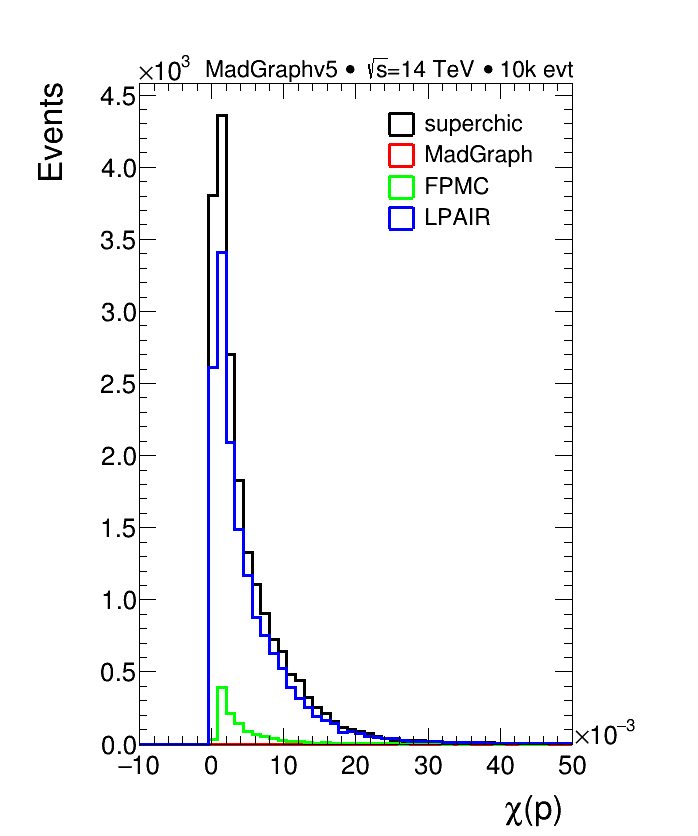 ×10³ MadGraphv5 • √s=14 TeV • 10k evt
Events
4.5
4.0
3.5
3.0
2.5
2.0
1.5
1.0
0.5
0.0
superchic
MadGraph
FPMC
LPAIR
−10 0 10 20 30 40 50
×10⁻³
χ(p)